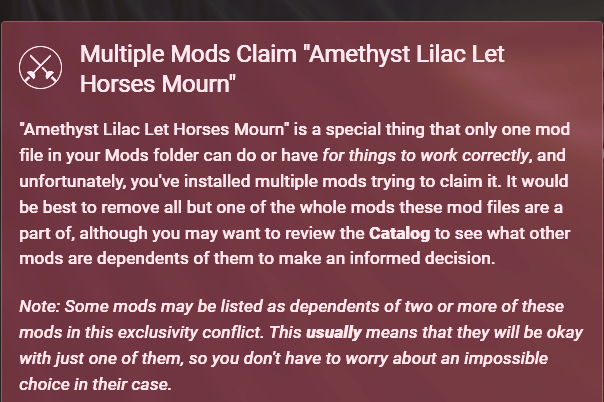 Multiple Mods Claim "Amethyst Lilac Let
Horses Mourn"
"Amethyst Lilac Let Horses Mourn" is a special thing that only one mod
file in your Mods folder can do or have for things to work correctly, and
unfortunately, you've installed multiple mods trying to claim it. It would
be best to remove all but one of the whole mods these mod files are a
part of, although you may want to review the Catalog to see what other
mods are dependents of them to make an informed decision.
Note: Some mods may be listed as dependents of two or more of these
mods in this exclusivity conflict. This usually means that they will be okay
with just one of them, so you don't have to worry about an impossible
choice in their case.